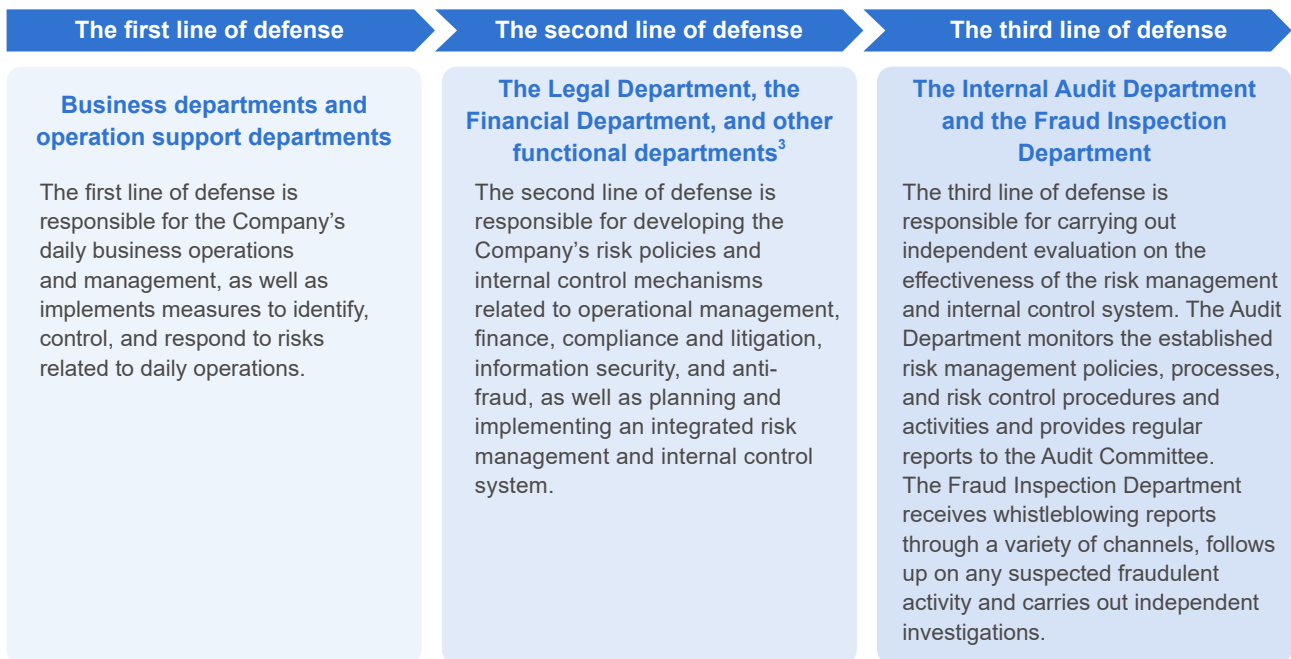 The first line of defense
The second line of defense
The third line of defense
Business departments and
operation support departments
The first line of defense is
responsible for the Company’s
daily business operations
and management, as well as
implements measures to identify,
control, and respond to risks
related to daily operations.
The Legal Department, the
Financial Department, and other
functional departments³
The second line of defense is
responsible for developing the
Company’s risk policies and
internal control mechanisms
related to operational management,
finance, compliance and litigation,
information security, and anti-
fraud, as well as planning and
implementing an integrated risk
management and internal control
system.
The Internal Audit Department
and the Fraud Inspection
Department
The third line of defense is
responsible for carrying out
independent evaluation on the
effectiveness of the risk management
and internal control system. The Audit
Department monitors the established
risk management policies, processes,
and risk control procedures and
activities and provides regular
reports to the Audit Committee.
The Fraud Inspection Department
receives whistleblowing reports
through a variety of channels, follows
up on any suspected fraudulent
activity and carries out independent
investigations.